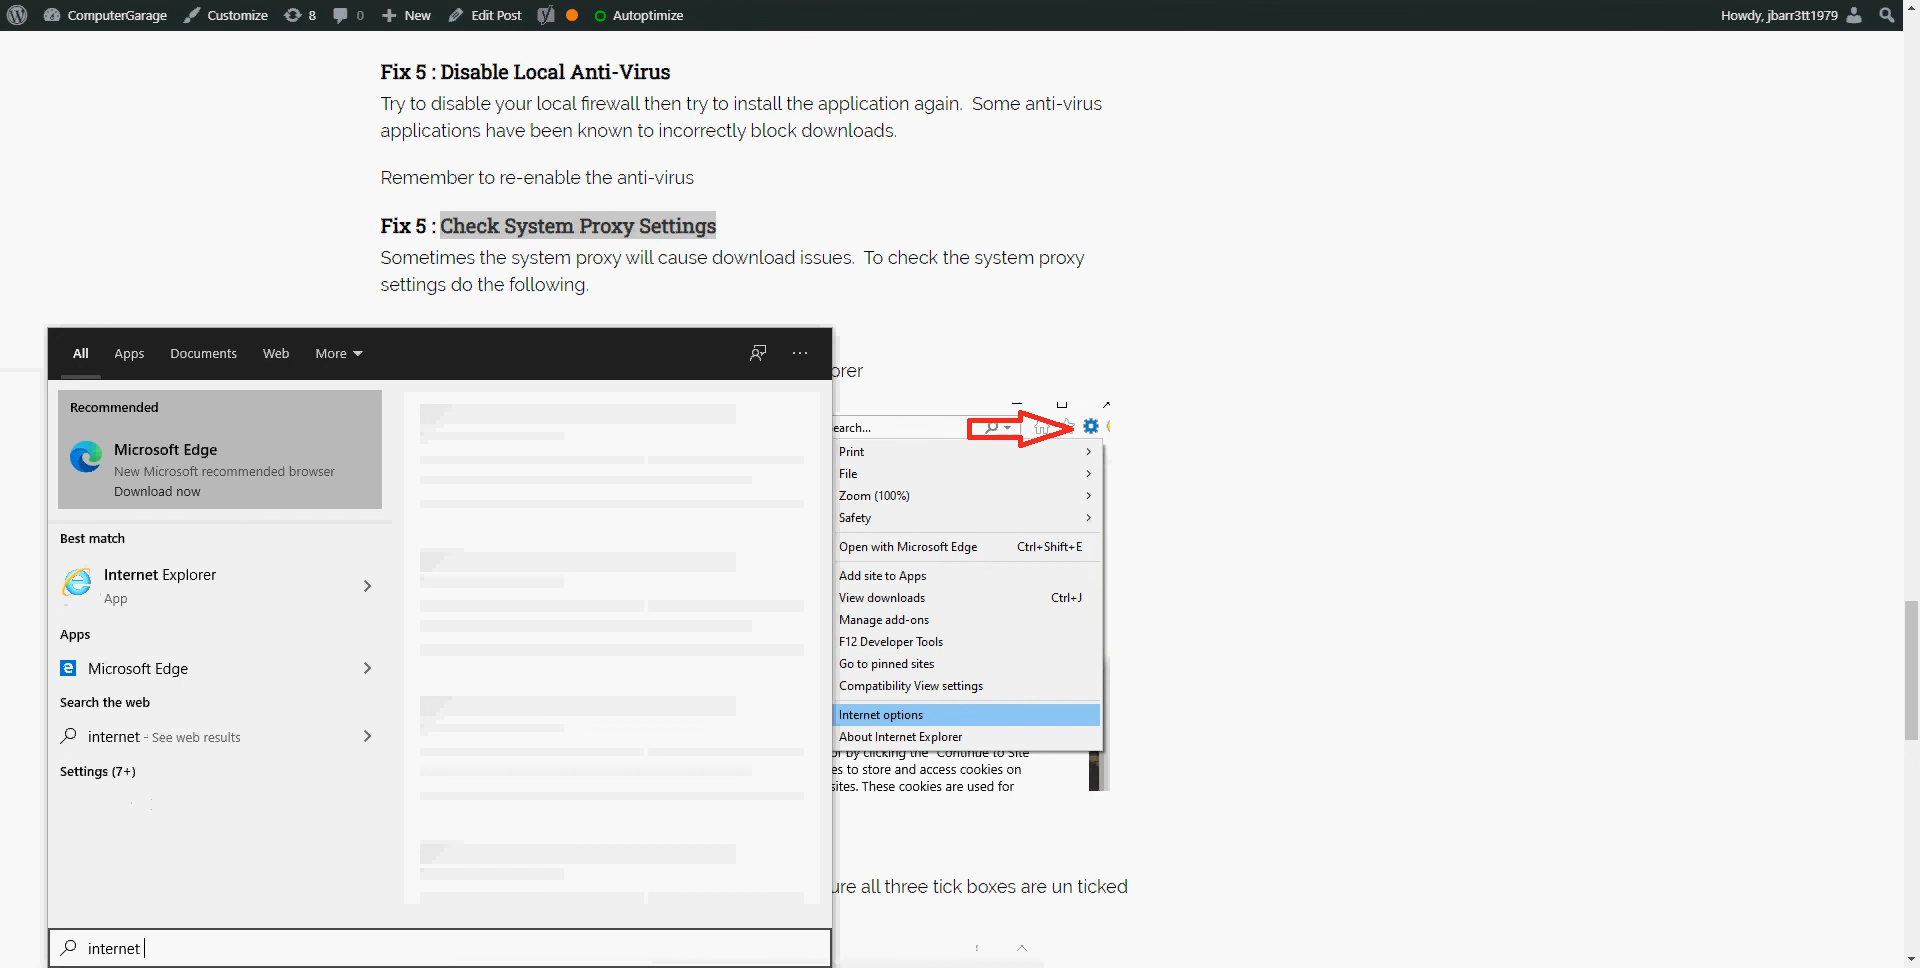 ComputerGarage Customize 8 0 New Edit Post Autoptimize Howdy, jbarr3tt1979
Fix 5 : Disable Local Anti-Virus
Try to disable your local firewall then try to install the application again. Some anti-virus
applications have been known to incorrectly block downloads.
Remember to re-enable the anti-virus
Fix 5 : Check System Proxy Settings
Sometimes the system proxy will cause download issues. To check the system proxy
settings do the following.
All Apps Documents Web More
Recommended
Microsoft Edge
New Microsoft recommended browser
Download now
Best match
Internet Explorer
App
Apps
Microsoft Edge
Search the web
internet - See web results
Settings (7+)
internet
orer
earch...
Print
File
Zoom (100%)
Safety
Open with Microsoft Edge Ctrl+Shift+E
Add site to Apps
View downloads Ctrl+J
Manage add-ons
F12 Developer Tools
Go to pinned sites
Compatibility View settings
Internet options
About Internet Explorer
or by clicking the "Continue to Site
es to store and access cookies on
sites. These cookies are used for
ure all three tick boxes are un ticked